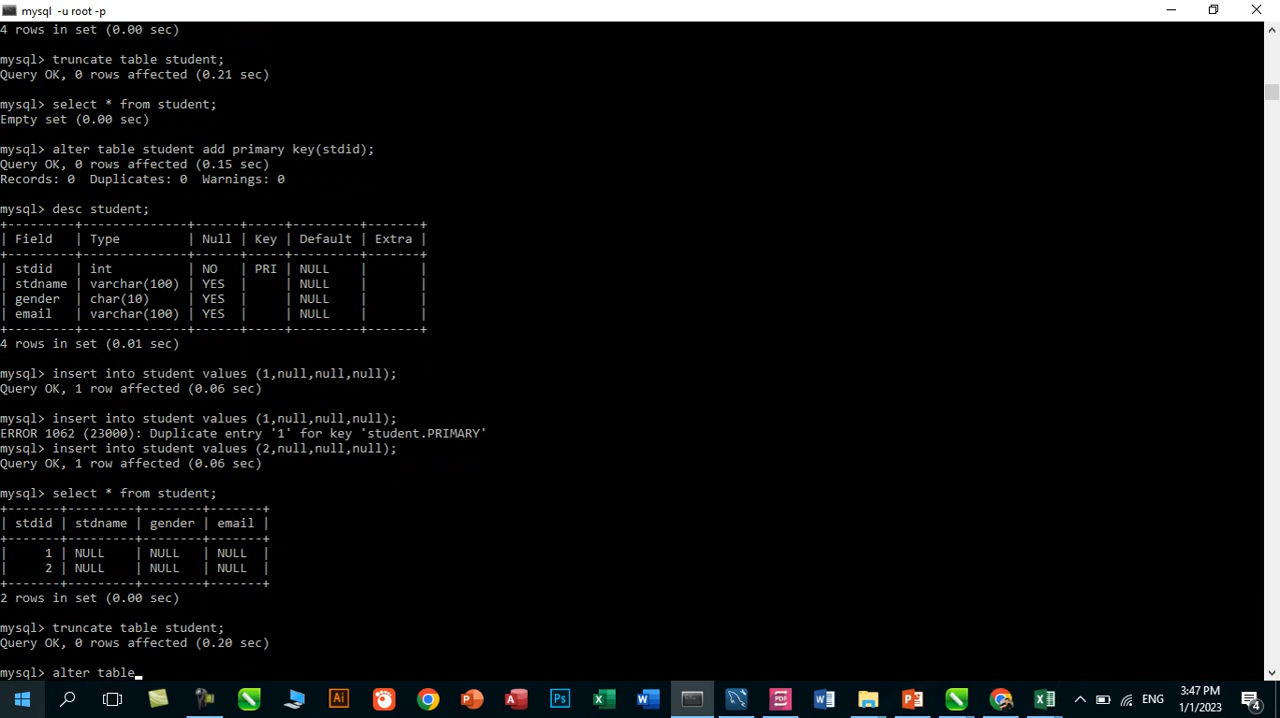 mysql  -u root -p
4 rows in set (0.00 sec)
mysql> truncate table student;
Query OK, 0 rows affected (0.21 sec)
mysql> select * from student;
Empty set (0.00 sec)
mysql> alter table student add primary key(stdid);
Query OK, 0 rows affected (0.15 sec)
Records: 0  Duplicates: 0  Warnings: 0
mysql> desc student;
+---------+--------------+------+-----+---------+-------+
| Field   | Type         | Null | Key | Default | Extra |
+---------+--------------+------+-----+---------+-------+
| stdid   | int          | NO   | PRI | NULL    |       |
| stdname | varchar(100) | YES  |     | NULL    |       |
| gender  | char(10)     | YES  |     | NULL    |       |
| email   | varchar(100) | YES  |     | NULL    |       |
+---------+--------------+------+-----+---------+-------+
4 rows in set (0.01 sec)
mysql> insert into student values (1,null,null,null);
Query OK, 1 row affected (0.06 sec)
mysql> insert into student values (1,null,null,null);
ERROR 1062 (23000): Duplicate entry '1' for key 'student.PRIMARY'
mysql> insert into student values (2,null,null,null);
Query OK, 1 row affected (0.06 sec)
mysql> select * from student;
+-------+---------+--------+-------+
| stdid | stdname | gender | email |
+-------+---------+--------+-------+
|     1 | NULL    | NULL   | NULL  |
|     2 | NULL    | NULL   | NULL  |
+-------+---------+--------+-------+
2 rows in set (0.00 sec)
mysql> truncate table student;
Query OK, 0 rows affected (0.20 sec)
mysql> alter table
Ai
Ps
PDF
ENG
3:47 PM
1/1/2023
4